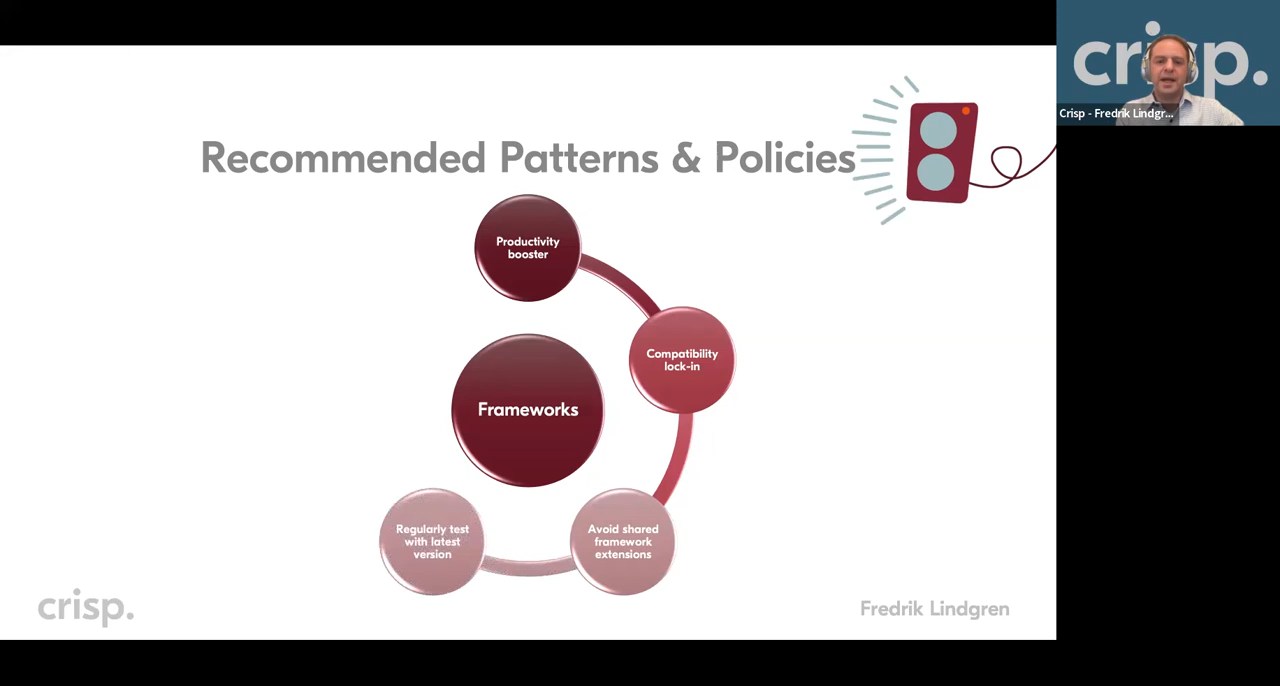 Recommended Patterns & Policies
Productivity
booster
Compatibility
lock-in
Frameworks
Avoid shared
framework
extensions
Regularly test
with latest
version
crisp.
Fredrik Lindgren
crisp.
Crisp - Fredrik Lindgr...